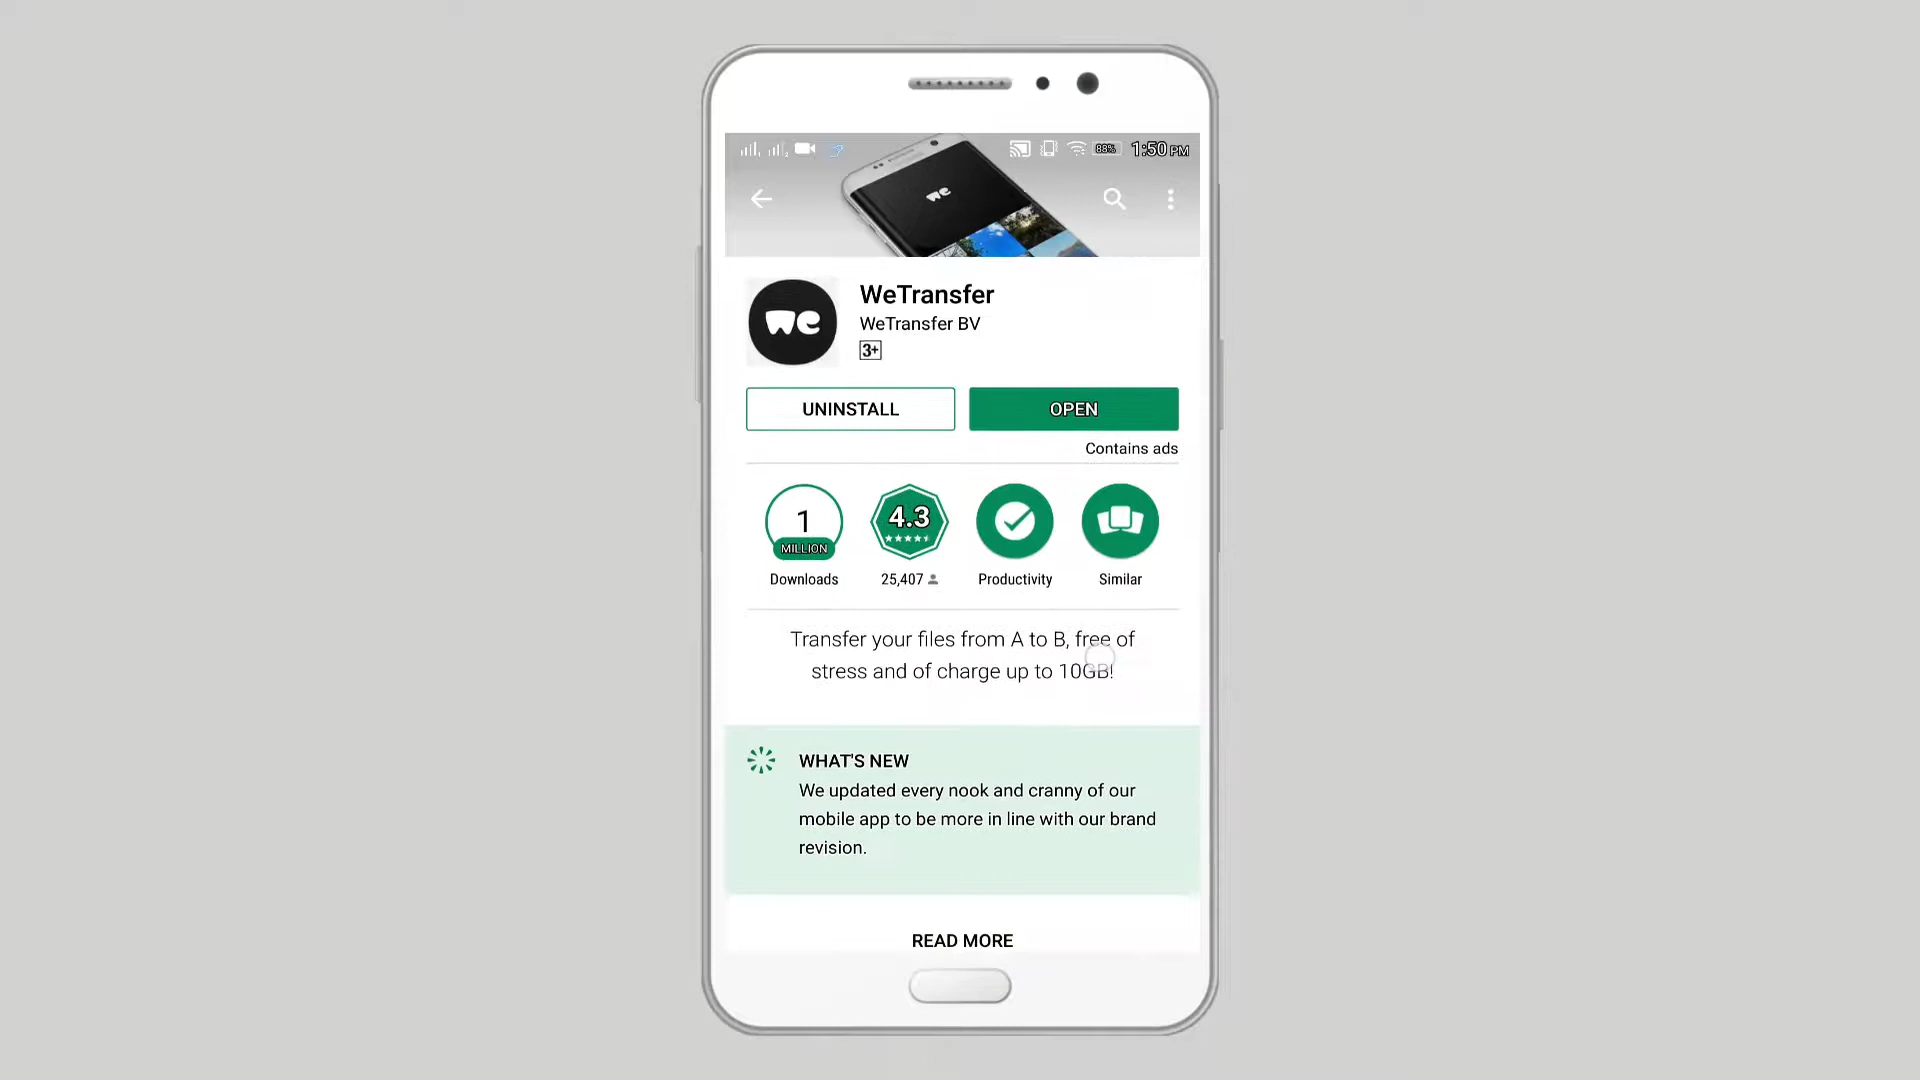 88% 1:50 PM
we
we
WeTransfer
WeTransfer BV
3+
UNINSTALL
OPEN
Contains ads
1
MILLION
4.3
Downloads
25,407
Productivity
Similar
Transfer your files from A to B, free of
stress and of charge up to 10GB!
WHAT'S NEW
We updated every nook and cranny of our
mobile app to be more in line with our brand
revision.
READ MORE